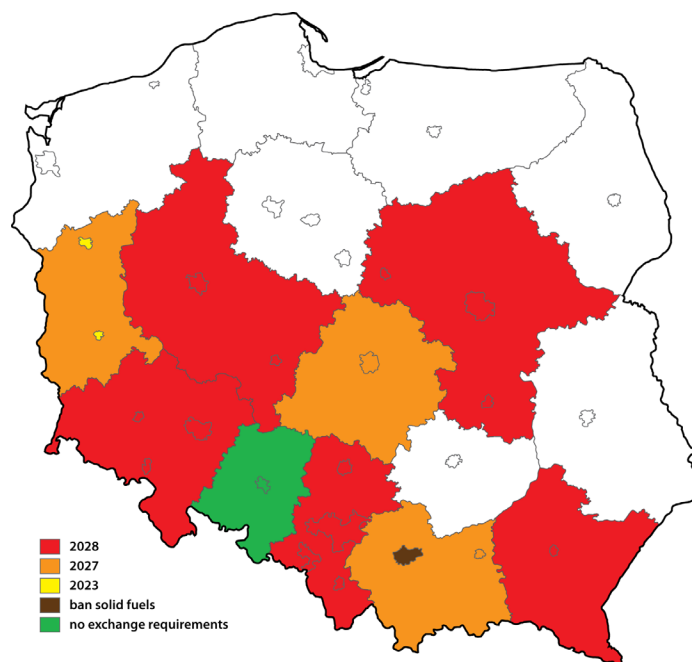 2028
2027
2023
ban solid fuels
no exchange requirements